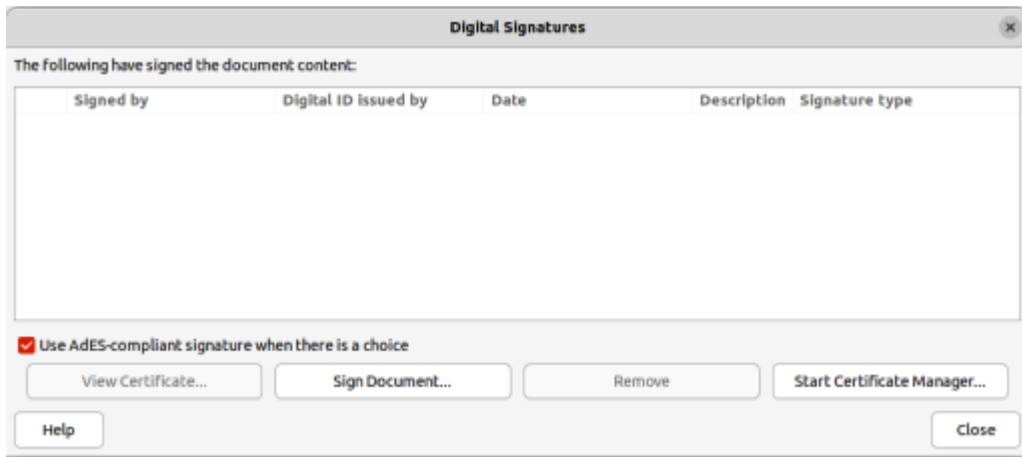 Digital Signatures
The following have signed the document content:
Signed by Digital ID issued by Date Description Signature type
Use AdES-compliant signature when there is a choice
View Certificate... Sign Document... Remove Start Certificate Manager...
Help Close